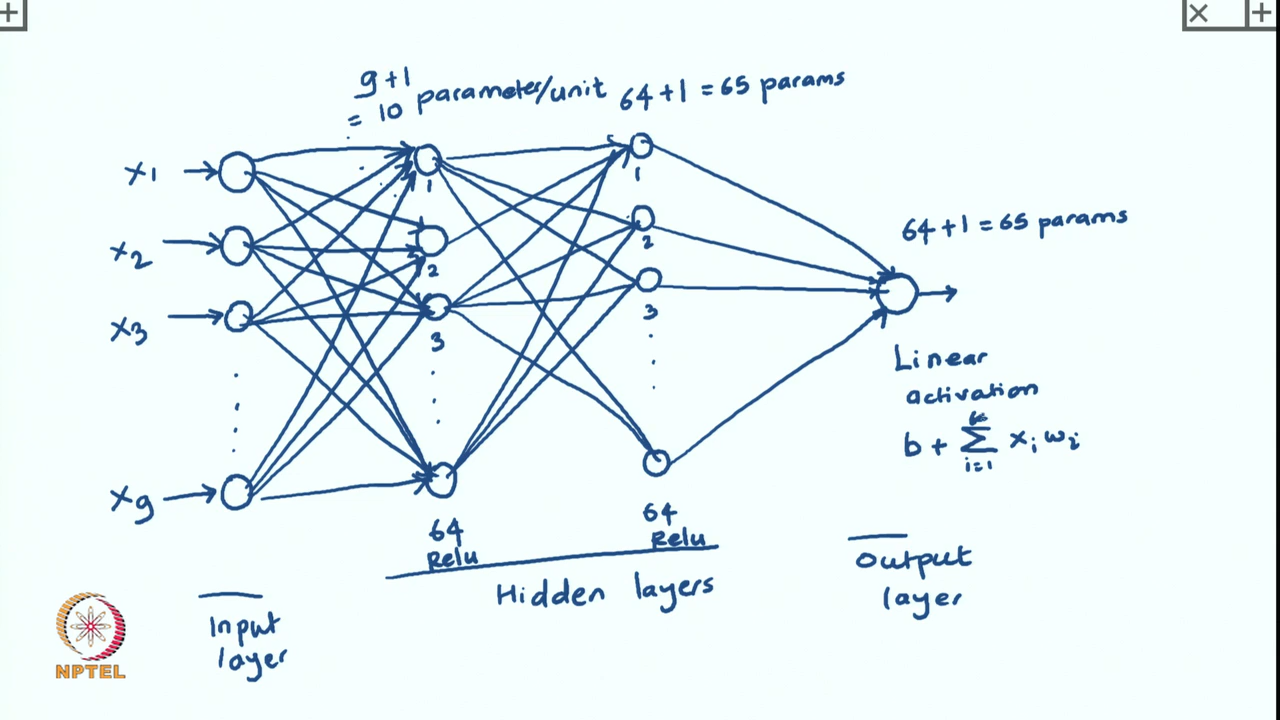 9+1
= 10 parameter/unit
64+1 = 65 params
x1
x2
x3
x9
1
2
3
64
Relu
1
2
3
64
Relu
64+1 = 65 params
Linear
activation
b + Σ xi wi
i=1
Input
layer
Hidden layers
Output
layer
NPTEL